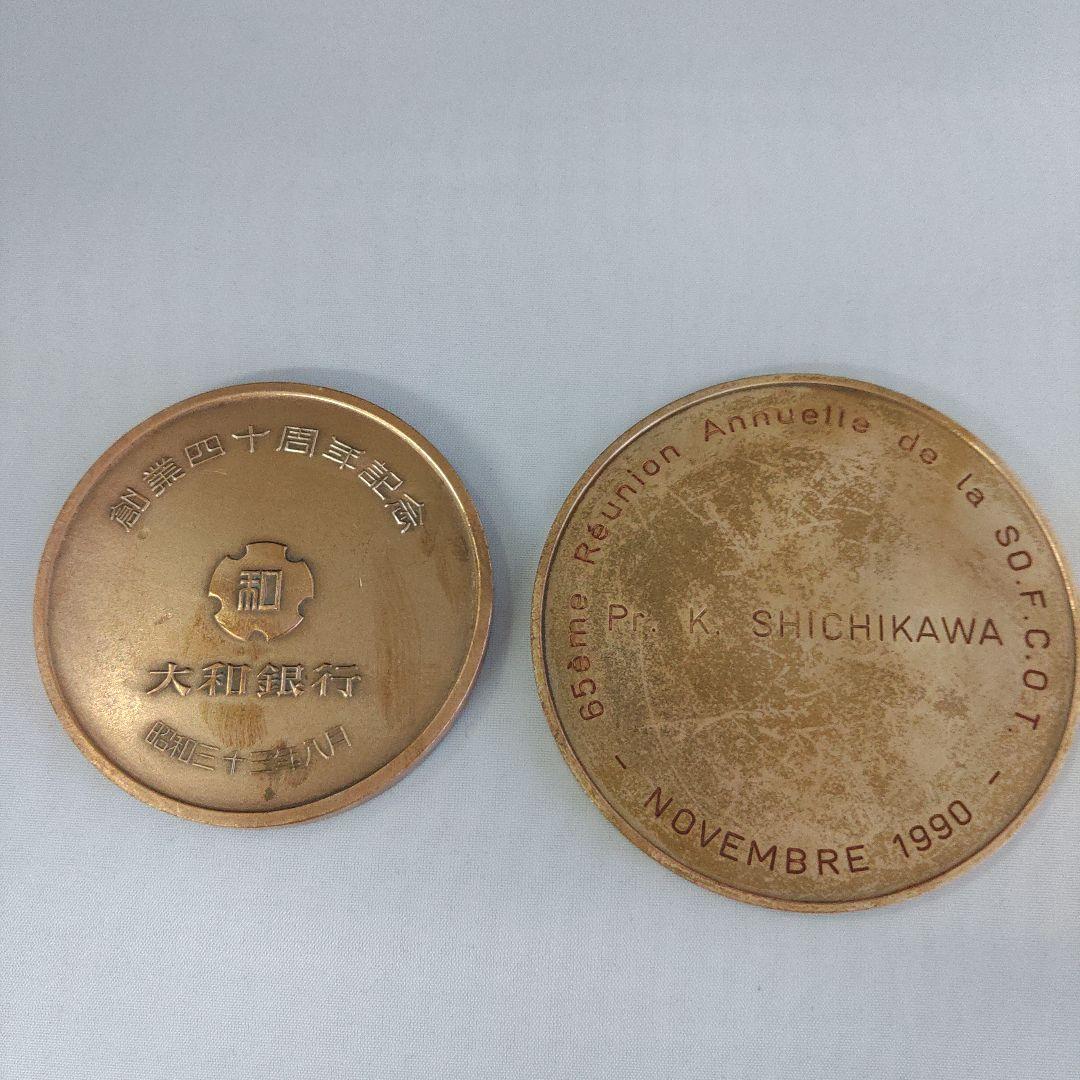 創業四十周年記念
和
大和銀行
昭和三十三年八月
65ème Réunion Annuelle de la SO.F.C.O.T.
Pr. K. SHICHIKAWA
- NOVEMBRE 1990 -